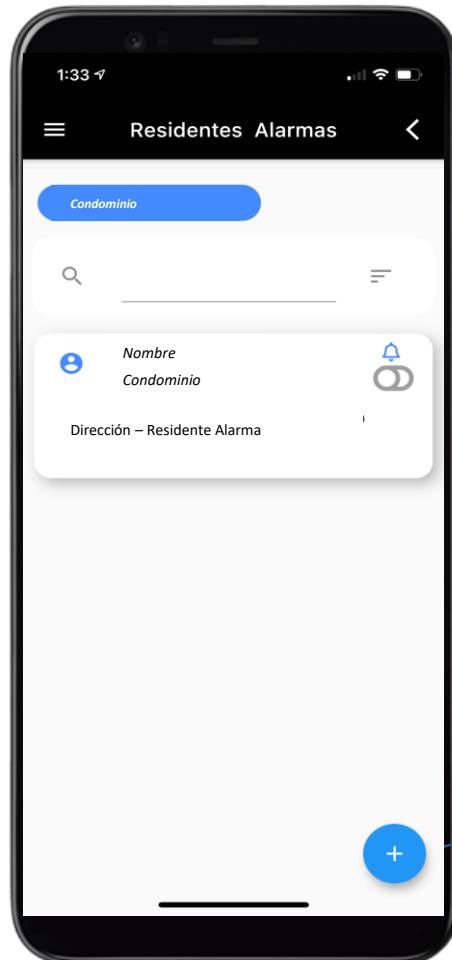 1:33
Residentes Alarmas
Condominio
Nombre
Condominio
Dirección – Residente Alarma